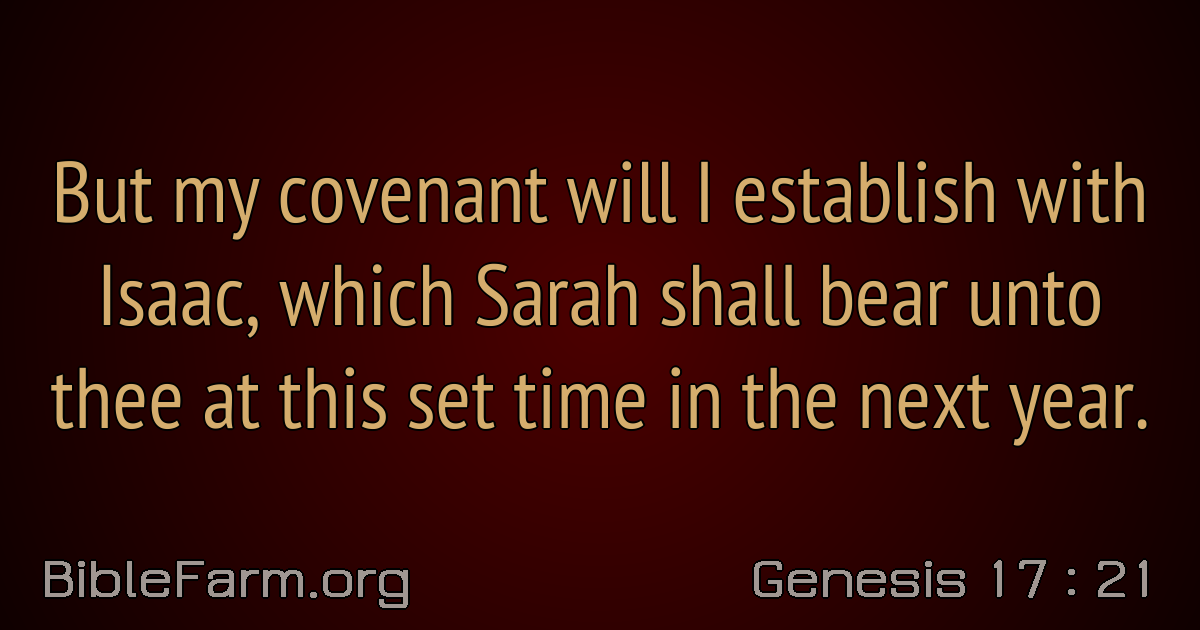 But my covenant will I establish with
Isaac, which Sarah shall bear unto
thee at this set time in the next year.
BibleFarm.org
Genesis 17 : 21